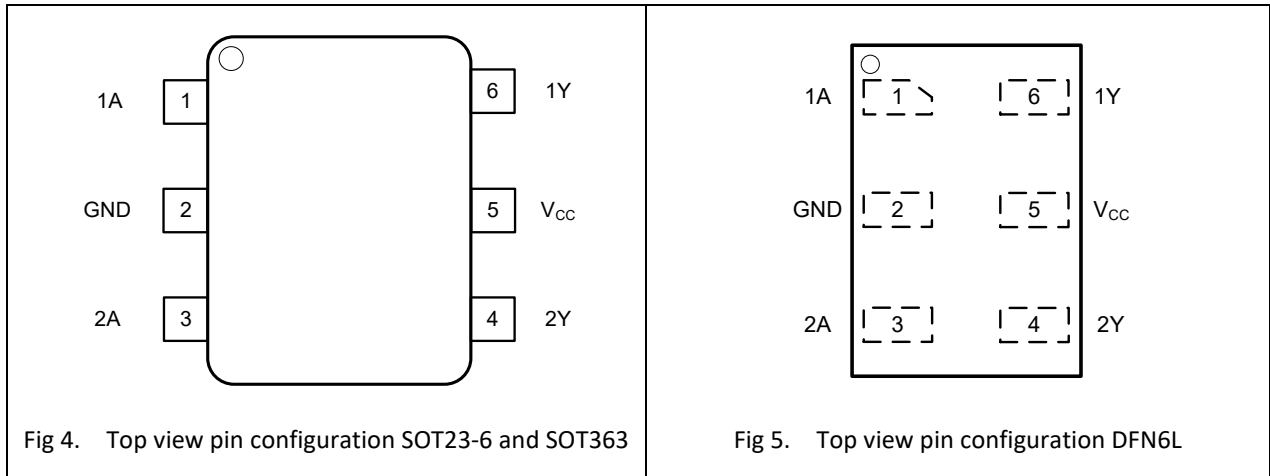 1A 1 6 1Y
GND 2 5 VCC
2A 3 4 2Y
Fig 4. Top view pin configuration SOT23-6 and SOT363
1A 1 6 1Y
GND 2 5 VCC
2A 3 4 2Y
Fig 5. Top view pin configuration DFN6L